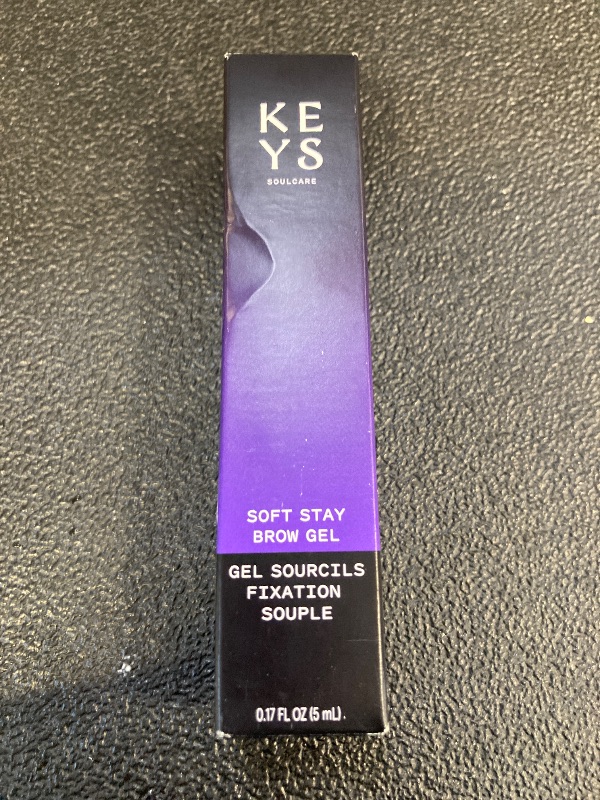 KE
YS
SOULCARE
SOFT STAY
BROW GEL
GEL SOURCILS
FIXATION
SOUPLE
0.17 FL OZ (5 mL).